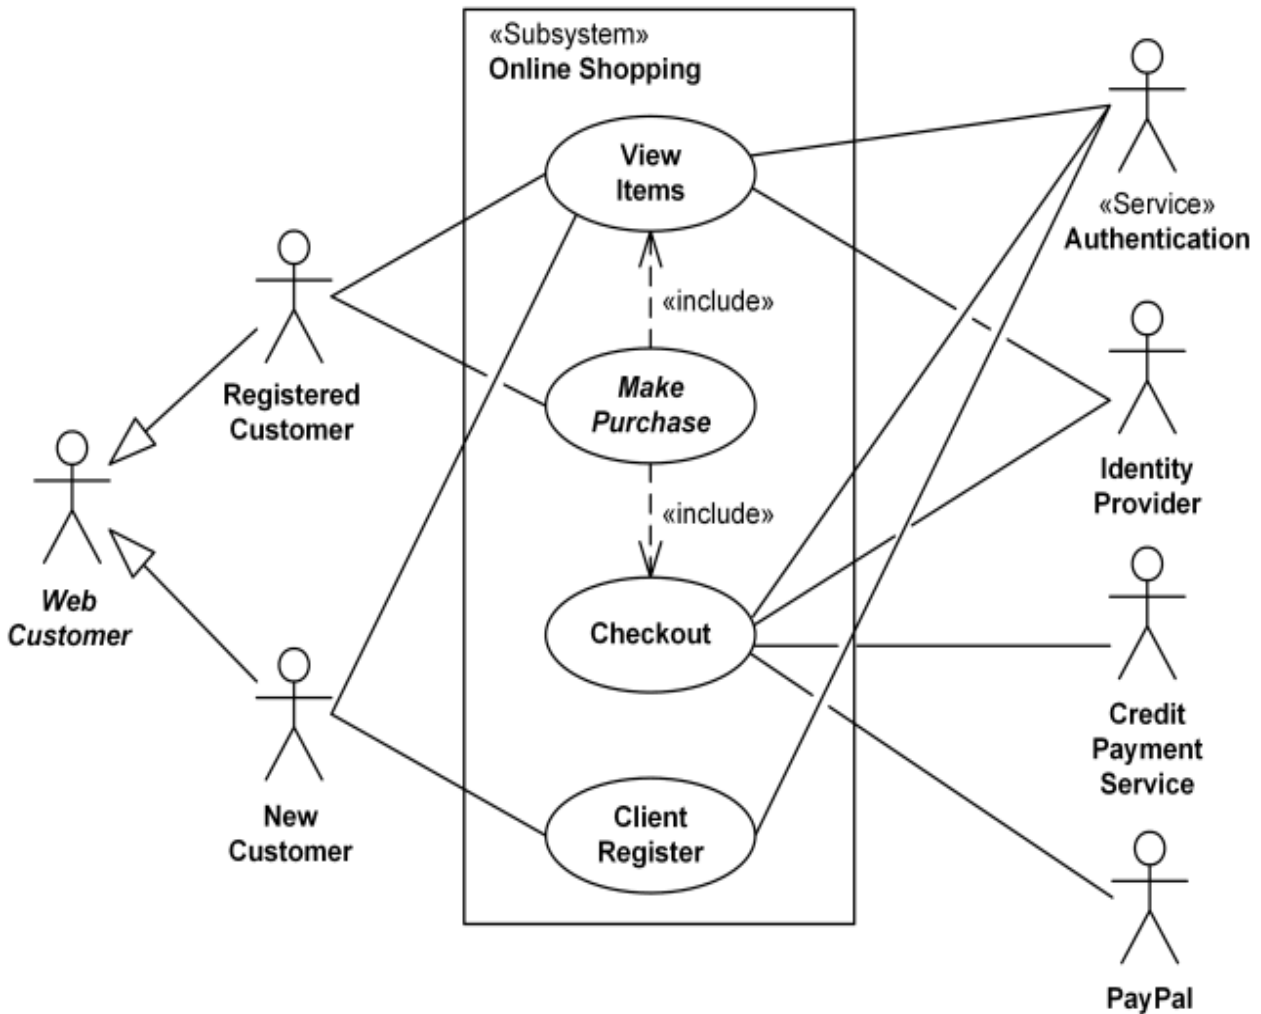 «Subsystem»
Online Shopping
View
Items
«include»
Make
Purchase
«include»
Checkout
Client
Register
Registered
Customer
Web
Customer
New
Customer
«Service»
Authentication
Identity
Provider
Credit
Payment
Service
PayPal